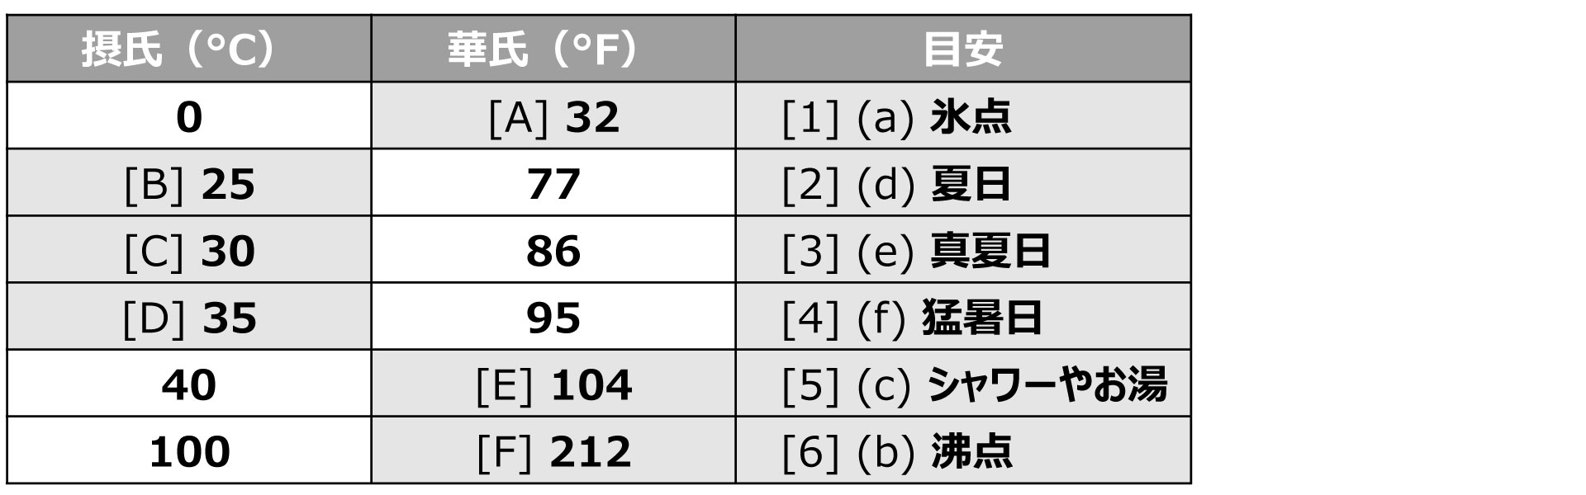 摂氏（°C） 華氏（°F） 目安
0 [A] 32 [1] (a) 氷点
[B] 25 77 [2] (d) 夏日
[C] 30 86 [3] (e) 真夏日
[D] 35 95 [4] (f) 猛暑日
40 [E] 104 [5] (c) シャワーやお湯
100 [F] 212 [6] (b) 沸点